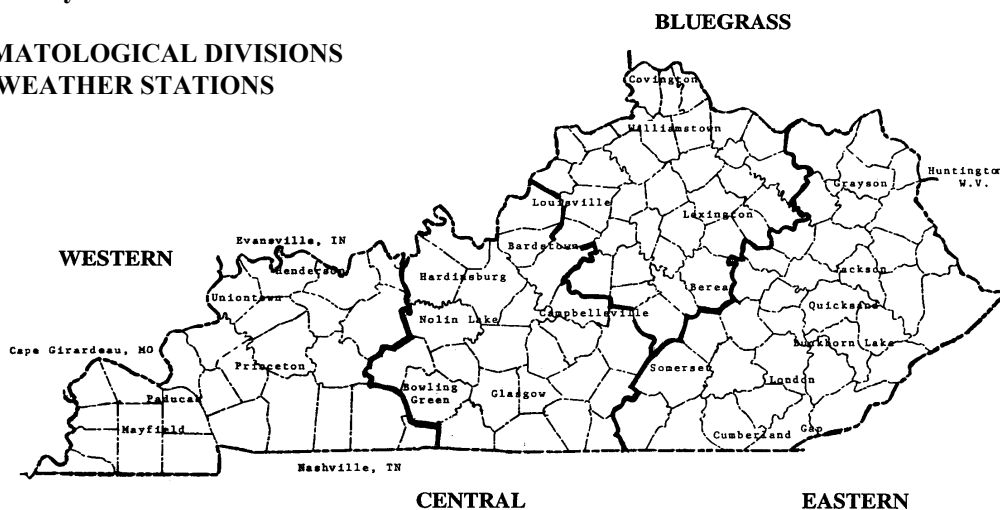 BLUEGRASS
MATOLOGICAL DIVISIONS
WEATHER STATIONS
Covington
Williamstown
Huntington
W.V.
Grayson
Louisville
Lexington
Evansville, IN
Bardstown
WESTERN
Henderson
Hardinsburg
Jackson
Uniontown
Berea
Quicksand
Nolin Lake
Campbellsville
Buckhorn Lake
Cape Girardeau, MO
Princeton
Somerset
London
Bowling
Green
Glasgow
Paducah
Mayfield
Cumberland Gap
Nashville, TN
CENTRAL
EASTERN